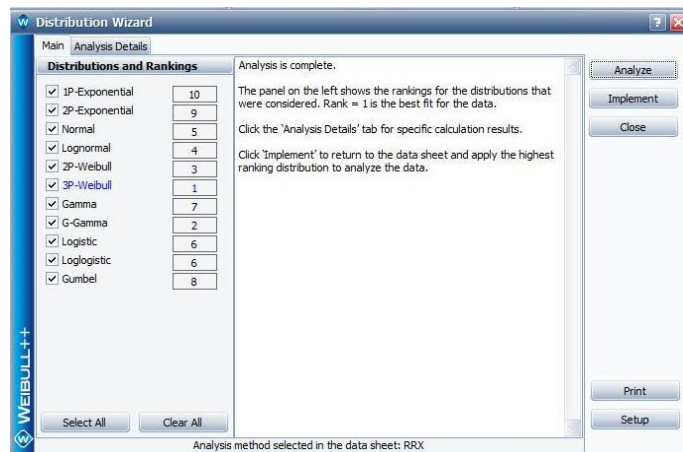 Distribution Wizard
Main
Analysis Details
Distributions and Rankings
1P-Exponential 10
2P-Exponential 9
Normal 5
Lognormal 4
2P-Weibull 3
3P-Weibull 1
Gamma 7
G-Gamma 2
Logistic 6
Loglogistic 6
Gumbel 8
Select All
Clear All
Analysis is complete.
The panel on the left shows the rankings for the distributions that
were considered. Rank = 1 is the best fit for the data.
Click the 'Analysis Details' tab for specific calculation results.
Click 'Implement' to return to the data sheet and apply the highest
ranking distribution to analyze the data.
Analyze
Implement
Close
Print
Setup
WEIBULL++
Analysis method selected in the data sheet: RRX